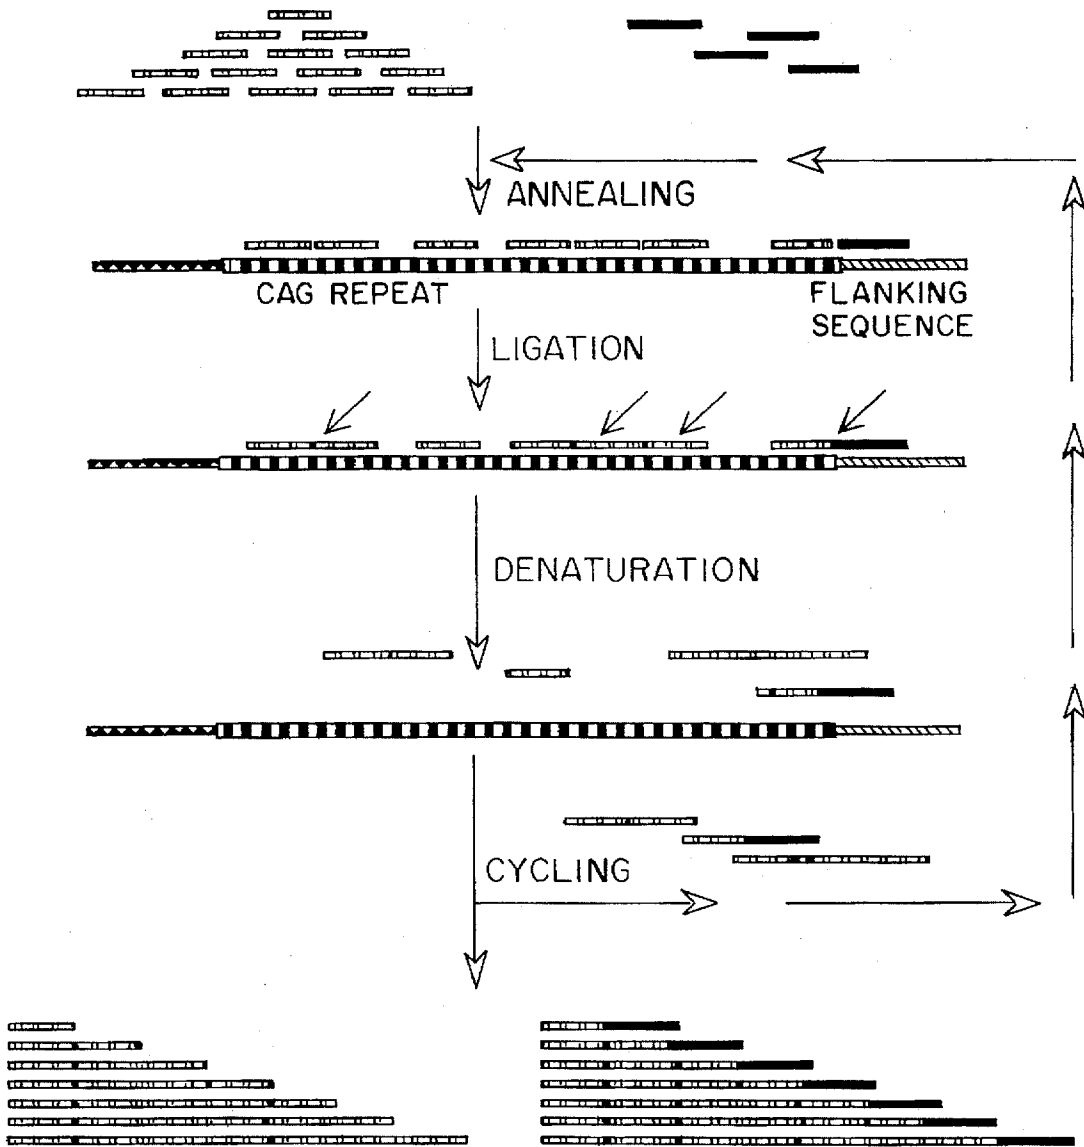 ANNEALING
CAG REPEAT
FLANKING
SEQUENCE
LIGATION
DENATURATION
CYCLING